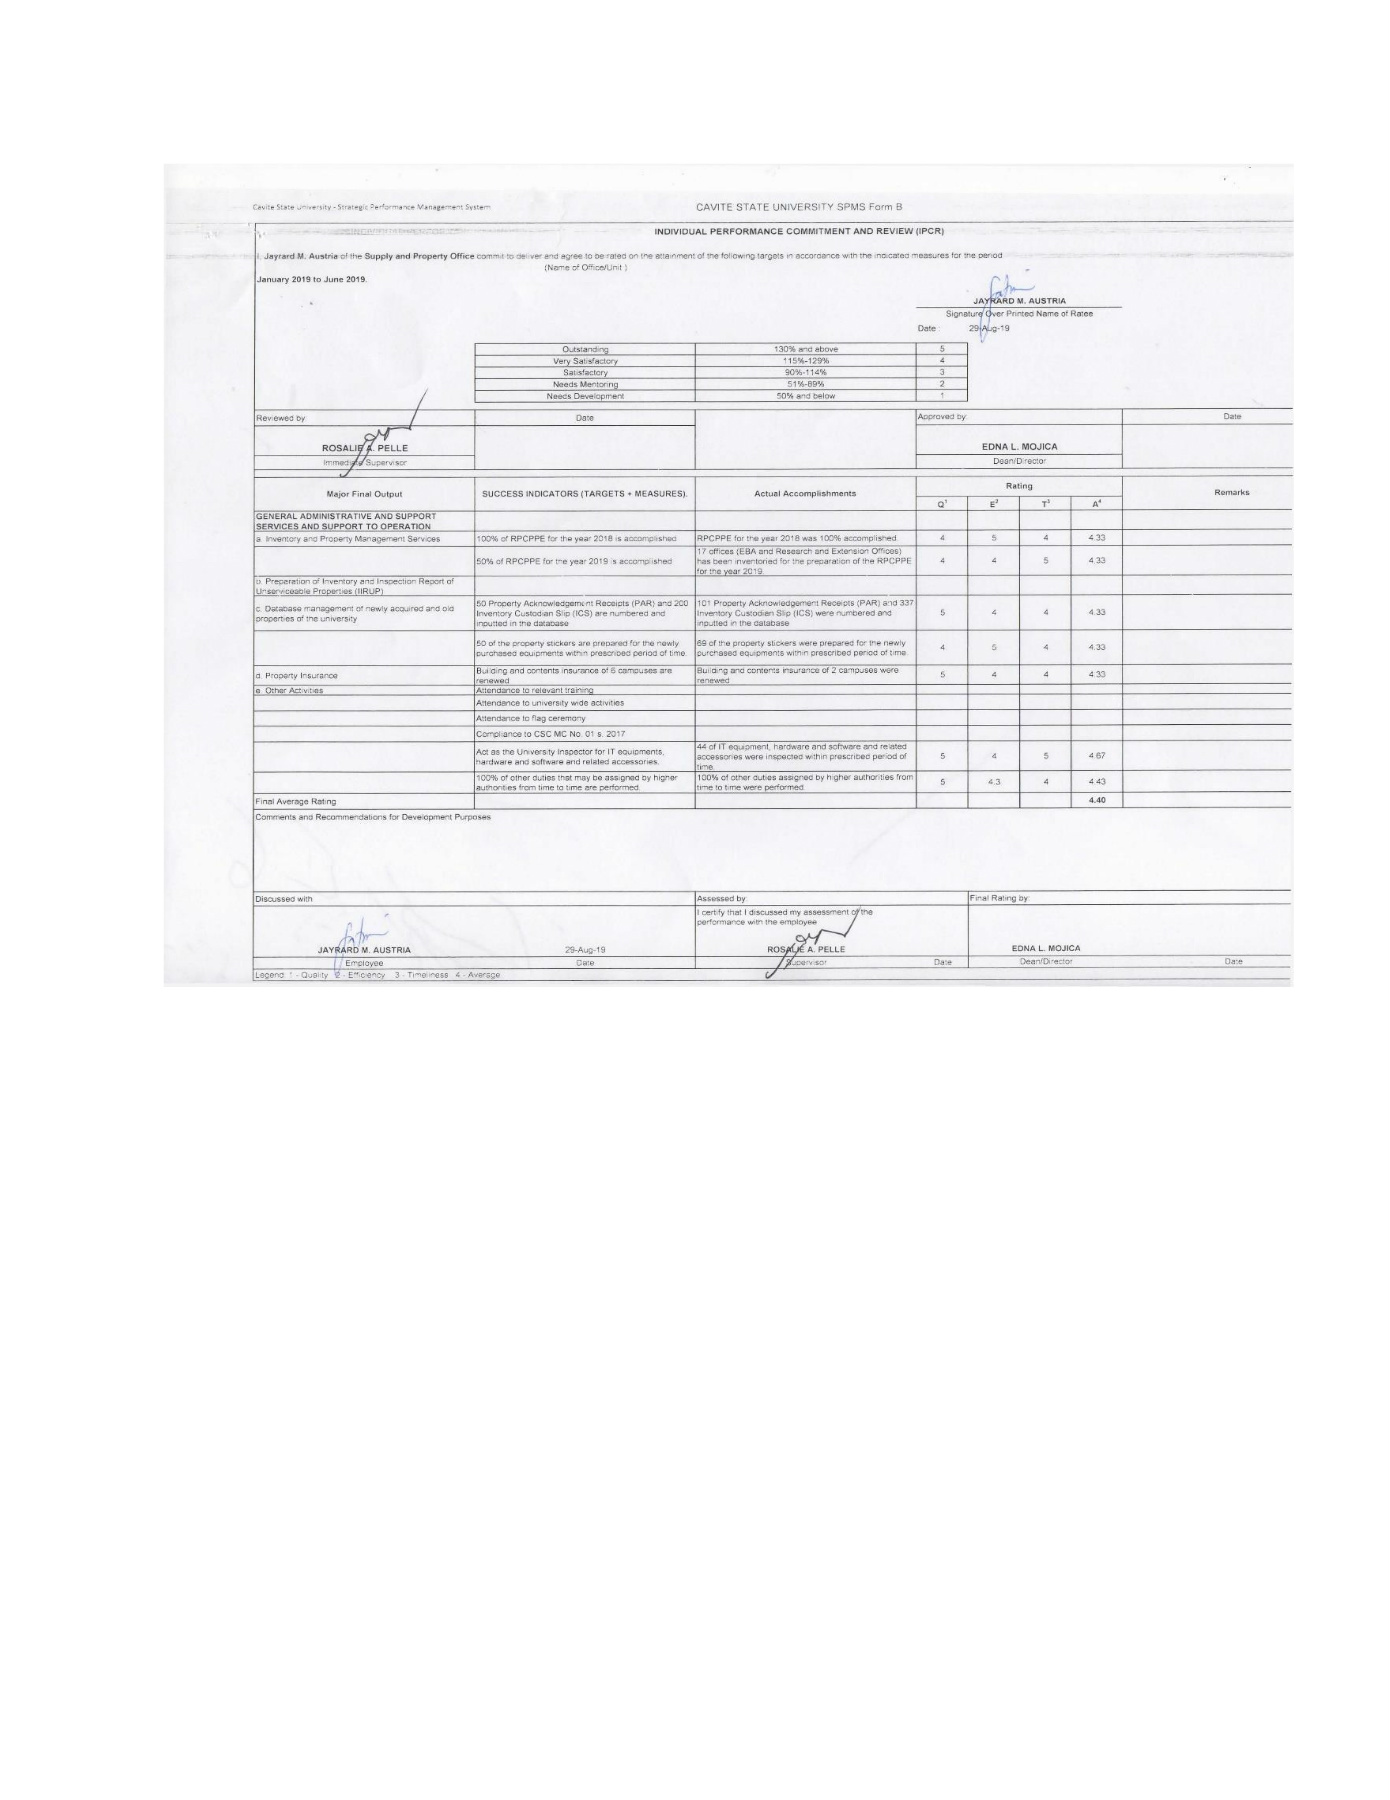 Cavite State University - Strategic Performance Management System
CAVITE STATE UNIVERSITY SPMS Form B
INDIVIDUAL PERFORMANCE COMMITMENT AND REVIEW (IPCR)
I, Jayrard M. Austria of the Supply and Property Office commit to deliver and agree to be rated on the attainment of the following targets in accordance with the indicated measures for the period
(Name of Office/Unit )
January 2019 to June 2019.
JAYRARD M. AUSTRIA
Signature Over Printed Name of Ratee
Date : 29-Aug-19
Outstanding 130% and above 5
Very Satisfactory 115%-129% 4
Satisfactory 90%-114% 3
Needs Mentoring 51%-89% 2
Needs Development 50% and below 1
Reviewed by: Date Approved by: Date
ROSALIE A. PELLE EDNA L. MOJICA
Immediate Supervisor Dean/Director
Major Final Output SUCCESS INDICATORS (TARGETS + MEASURES). Actual Accomplishments Rating Remarks
Q1 E2 T3 A4
GENERAL ADMINISTRATIVE AND SUPPORT
SERVICES AND SUPPORT TO OPERATION
a. Inventory and Property Management Services 100% of RPCPPE for the year 2018 is accomplished RPCPPE for the year 2018 was 100% accomplished. 4 5 4 4.33
50% of RPCPPE for the year 2019 is accomplished
17 offices (EBA and Research and Extension Offices)
has been inventoried for the preparation of the RPCPPE
for the year 2019.
4 4 5 4.33
b. Preparation of Inventory and Inspection Report of
Unserviceable Properties (IIRUP)
c. Database management of newly acquired and old
properties of the university
50 Property Acknowledgement Receipts (PAR) and 200
Inventory Custodian Slip (ICS) are numbered and
inputted in the database
101 Property Acknowledgement Receipts (PAR) and 337
Inventory Custodian Slip (ICS) were numbered and
inputted in the database
5 4 4 4.33
50 of the property stickers are prepared for the newly
purchased equipments within prescribed period of time.
69 of the property stickers were prepared for the newly
purchased equipments within prescribed period of time.
4 5 4 4.33
d. Property Insurance
Building and contents insurance of 6 campuses are
renewed
Building and contents insurance of 2 campuses were
renewed
5 4 4 4.33
e. Other Activities Attendance to relevant training
Attendance to university wide activities
Attendance to flag ceremony
Compliance to CSC MC No. 01 s. 2017
Act as the University Inspector for IT equipments,
hardware and software and related accessories.
44 of IT equipment, hardware and software and related
accessories were inspected within prescribed period of
time.
5 4 5 4.67
100% of other duties that may be assigned by higher
authorities from time to time are performed.
100% of other duties assigned by higher authorities from
time to time were performed.
5 4.3 4 4.43
Final Average Rating 4.40
Comments and Recommendations for Development Purposes
Discussed with Assessed by: Final Rating by:
I certify that I discussed my assessment of the
performance with the employee
JAYRARD M. AUSTRIA 29-Aug-19 ROSALIE A. PELLE EDNA L. MOJICA
Employee Date Supervisor Date Dean/Director Date
Legend: 1 - Quality 2 - Efficiency 3 - Timeliness 4 - Average